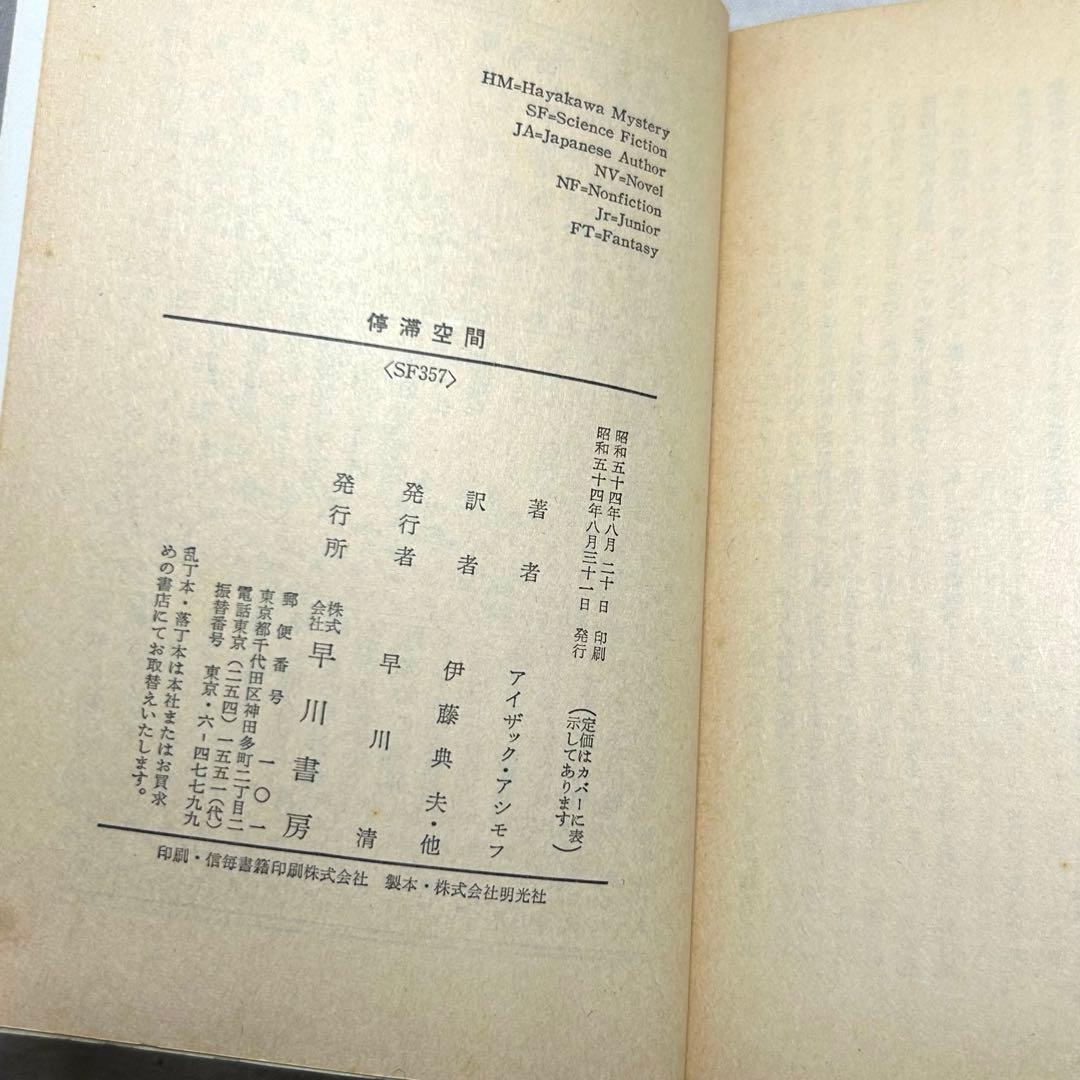 HM=Hayakawa Mystery
SF=Science Fiction
JA=Japanese Author
NV=Novel
NF=Nonfiction
Jr=Junior
FT=Fantasy
停滞空間
〈SF357〉
昭和五十四年八月二十日 印刷
昭和五十四年八月三十一日 発行
(定価はカバーに表
示してあります)
著者 アイザック・アシモフ
訳者 伊藤典夫・他
発行者 早川清
発行所 株式会社 早川書房
郵便番号 一〇一
東京都千代田区神田多町二丁目二
電話東京(二五四)一五五一(代)
振替番号 東京・六-四七七九九
乱丁本・落丁本は本社またはお買求
めの書店にてお取替えいたします。
印刷・信毎書籍印刷株式会社 製本・株式会社明光社